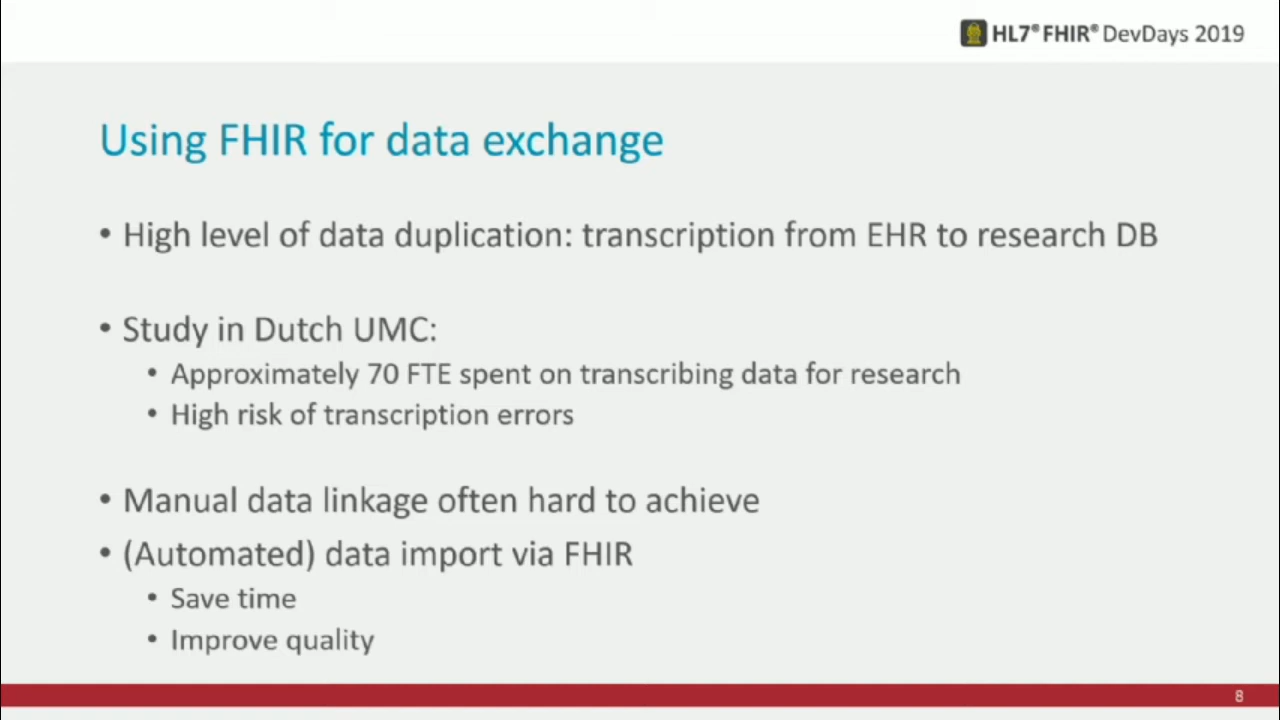 HL7® FHIR® DevDays 2019
Using FHIR for data exchange
• High level of data duplication: transcription from EHR to research DB
• Study in Dutch UMC:
• Approximately 70 FTE spent on transcribing data for research
• High risk of transcription errors
• Manual data linkage often hard to achieve
• (Automated) data import via FHIR
• Save time
• Improve quality
8